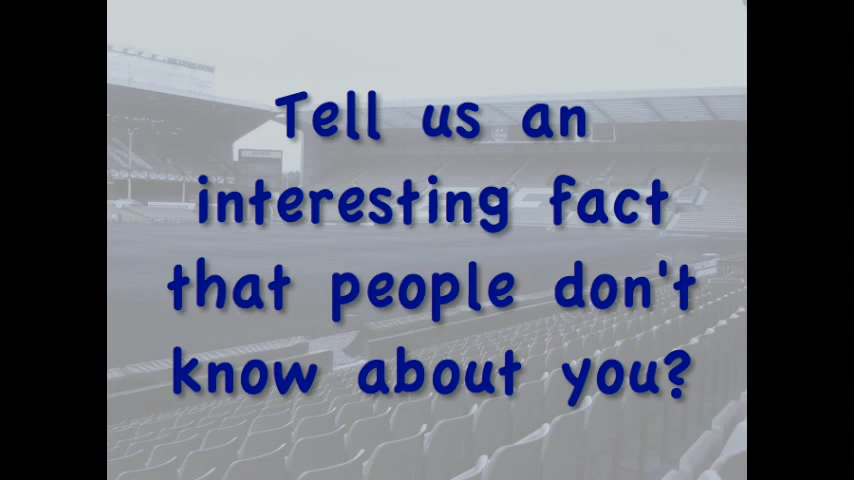 Tell us an
interesting fact
that people don't
know about you?